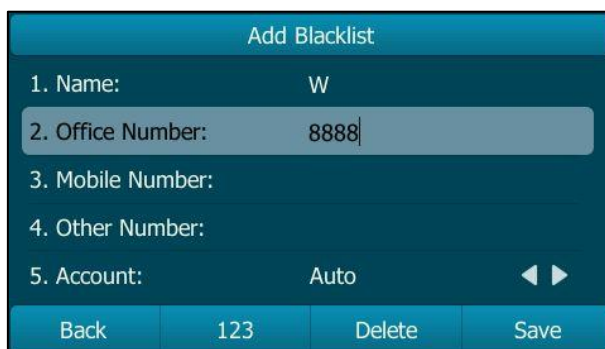 Add Blacklist
1. Name: W
2. Office Number: 8888
3. Mobile Number:
4. Other Number:
5. Account: Auto
Back 123 Delete Save